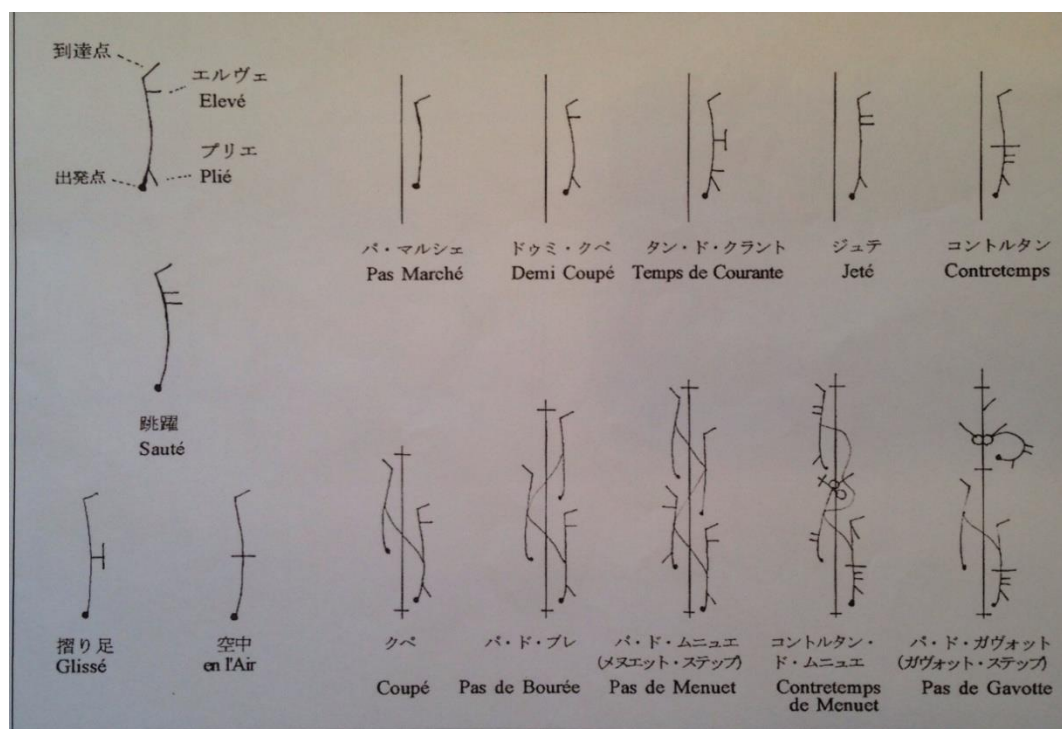 到達点
エルヴェ
Elevé
プリエ
Plié
出発点
パ・マルシェ
Pas Marché
ドゥミ・クペ
Demi Coupé
タン・ド・クラント
Temps de Courante
ジュテ
Jeté
コントルタン
Contretemps
跳躍
Sauté
摺り足
Glissé
空中
en l'Air
クペ
Coupé
パ・ド・ブレ
Pas de Bourée
パ・ド・ムニュエ
(メヌエット・ステップ)
Pas de Menuet
コントルタン・
ド・ムニュエ
Contretemps
de Menuet
パ・ド・ガヴォット
(ガヴォット・ステップ)
Pas de Gavotte